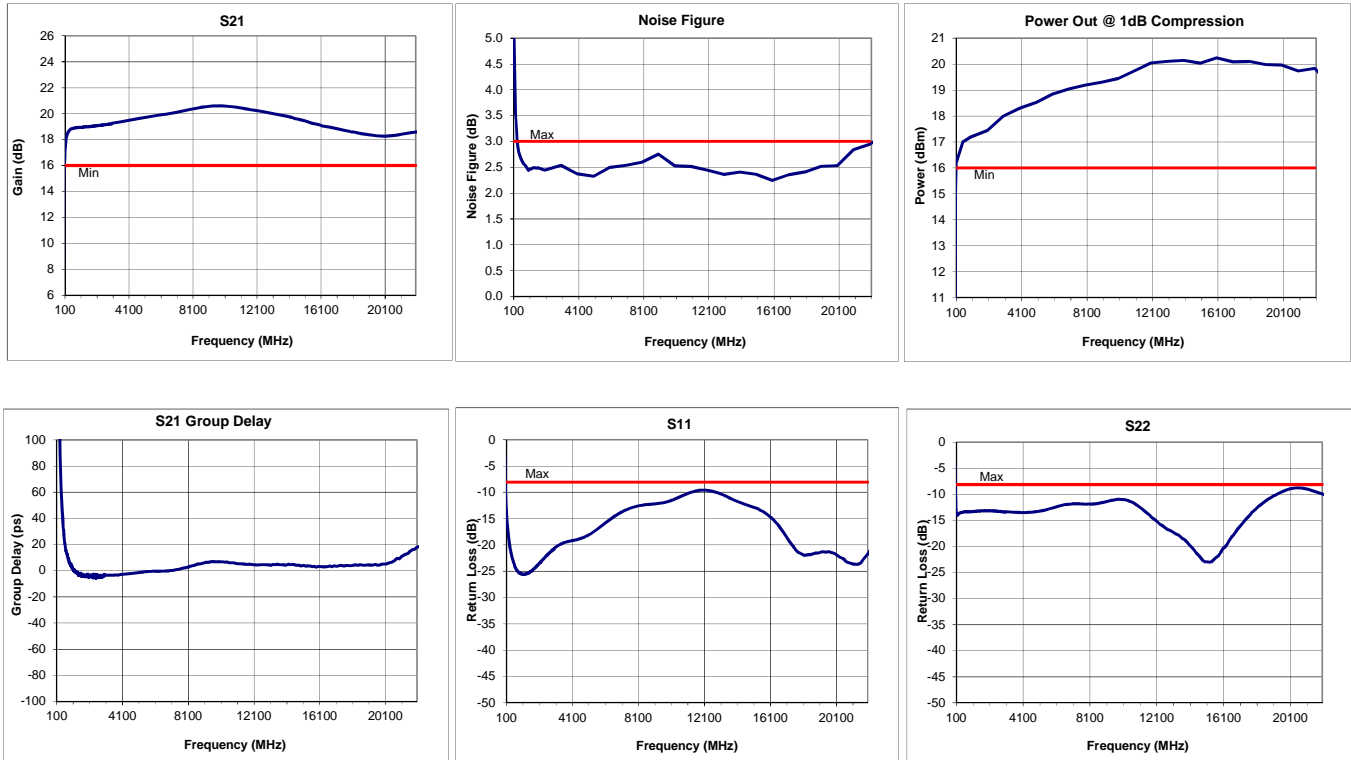 S21
Gain (dB)
26
24
22
20
18
16
14
12
10
8
6
Min
100 4100 8100 12100 16100 20100
Frequency (MHz)
Noise Figure
Noise Figure (dB)
5.0
4.5
4.0
3.5
3.0
2.5
2.0
1.5
1.0
0.5
0.0
Max
100 4100 8100 12100 16100 20100
Frequency (MHz)
Power Out @ 1dB Compression
Power (dBm)
21
20
19
18
17
16
15
14
13
12
11
Min
100 4100 8100 12100 16100 20100
Frequency (MHz)
S21 Group Delay
Group Delay (ps)
100
80
60
40
20
0
-20
-40
-60
-80
-100
100 4100 8100 12100 16100 20100
Frequency (MHz)
S11
Return Loss (dB)
0
-5
-10
-15
-20
-25
-30
-35
-40
-45
-50
Max
100 4100 8100 12100 16100 20100
Frequency (MHz)
S22
Return Loss (dB)
0
-5
-10
-15
-20
-25
-30
-35
-40
-45
-50
Max
100 4100 8100 12100 16100 20100
Frequency (MHz)